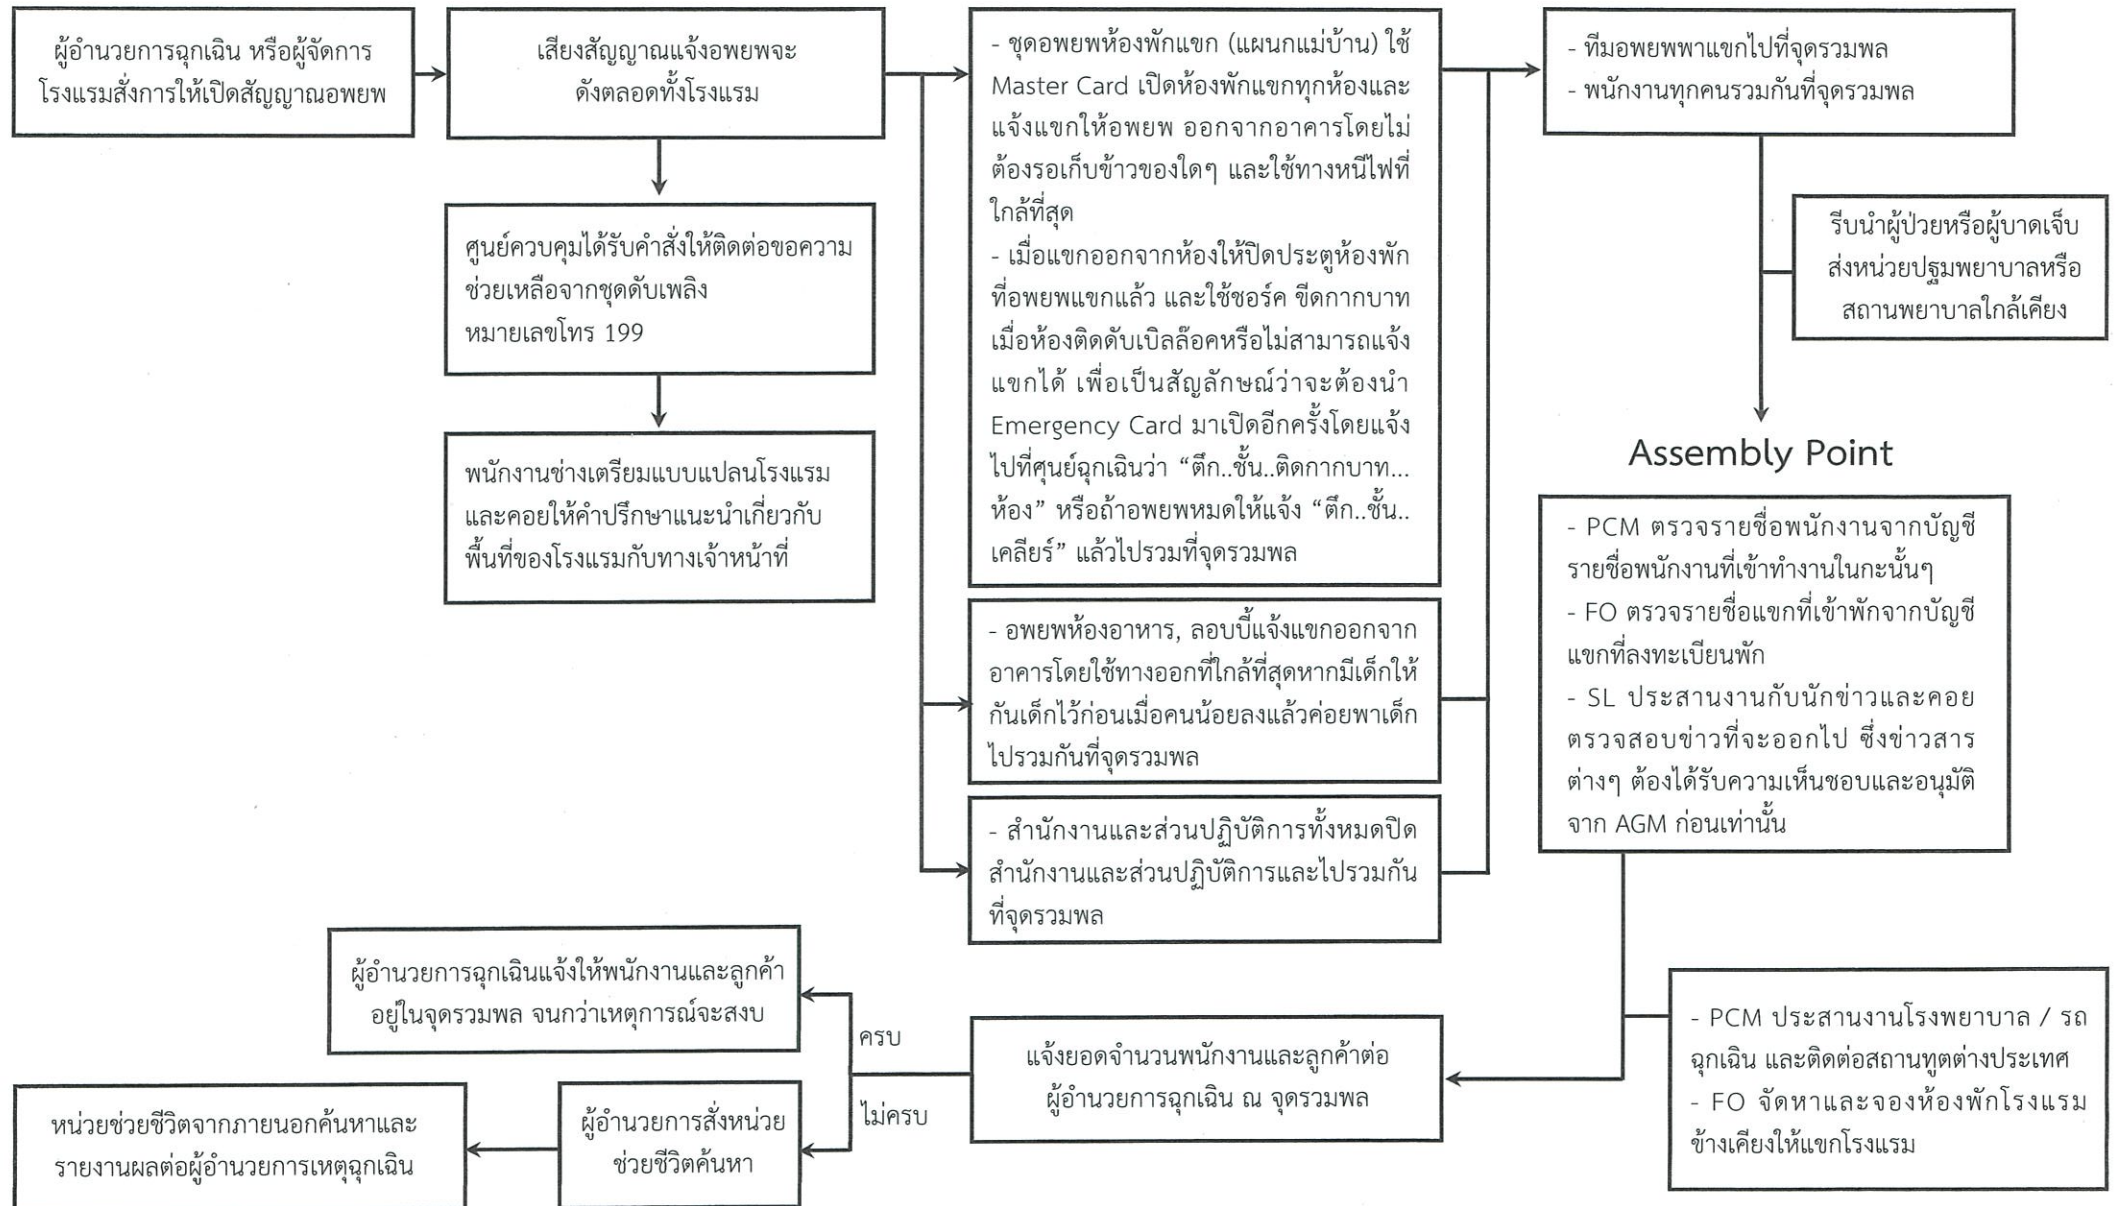 ผู้อำนวยการฉุกเฉิน หรือผู้จัดการ
โรงแรมสั่งการให้เปิดสัญญาณอพยพ
เสียงสัญญาณแจ้งอพยพจะ
ดังตลอดทั้งโรงแรม
ศูนย์ควบคุมได้รับคำสั่งให้ติดต่อขอความ
ช่วยเหลือจากชุดดับเพลิง
หมายเลขโทร 199
พนักงานช่างเตรียมแบบแปลนโรงแรม
และคอยให้คำปรึกษาแนะนำเกี่ยวกับ
พื้นที่ของโรงแรมกับทางเจ้าหน้าที่
- ชุดอพยพห้องพักแขก (แผนกแม่บ้าน) ใช้
Master Card เปิดห้องพักแขกทุกห้องและ
แจ้งแขกให้อพยพ ออกจากอาคารโดยไม่
ต้องรอเก็บข้าวของใดๆ และใช้ทางหนีไฟที่
ใกล้ที่สุด
- เมื่อแขกออกจากห้องให้ปิดประตูห้องพัก
ที่อพยพแขกแล้ว และใช้ชอร์ค ขีดกากบาท
เมื่อห้องติดดับเบิลล๊อคหรือไม่สามารถแจ้ง
แขกได้ เพื่อเป็นสัญลักษณ์ว่าจะต้องนำ
Emergency Card มาเปิดอีกครั้งโดยแจ้ง
ไปที่ศูนย์ฉุกเฉินว่า “ตึก..ชั้น..ติดกากบาท...
ห้อง” หรือถ้าอพยพหมดให้แจ้ง “ตึก..ชั้น..
เคลียร์” แล้วไปรวมที่จุดรวมพล
- อพยพห้องอาหาร, ลอบบี้แจ้งแขกออกจาก
อาคารโดยใช้ทางออกที่ใกล้ที่สุดหากมีเด็กให้
กันเด็กไว้ก่อนเมื่อคนน้อยลงแล้วค่อยพาเด็ก
ไปรวมกันที่จุดรวมพล
- สำนักงานและส่วนปฏิบัติการทั้งหมดปิด
สำนักงานและส่วนปฏิบัติการและไปรวมกัน
ที่จุดรวมพล
- ทีมอพยพพาแขกไปที่จุดรวมพล
- พนักงานทุกคนรวมกันที่จุดรวมพล
รีบนำผู้ป่วยหรือผู้บาดเจ็บ
ส่งหน่วยปฐมพยาบาลหรือ
สถานพยาบาลใกล้เคียง
Assembly Point
- PCM ตรวจรายชื่อพนักงานจากบัญชี
รายชื่อพนักงานที่เข้าทำงานในกะนั้นๆ
- FO ตรวจรายชื่อแขกที่เข้าพักจากบัญชี
แขกที่ลงทะเบียนพัก
- SL ประสานงานกับนักข่าวและคอย
ตรวจสอบข่าวที่จะออกไป ซึ่งข่าวสาร
ต่างๆ ต้องได้รับความเห็นชอบและอนุมัติ
จาก AGM ก่อนเท่านั้น
- PCM ประสานงานโรงพยาบาล / รถ
ฉุกเฉิน และติดต่อสถานทูตต่างประเทศ
- FO จัดหาและจองห้องพักโรงแรม
ข้างเคียงให้แขกโรงแรม
แจ้งยอดจำนวนพนักงานและลูกค้าต่อ
ผู้อำนวยการฉุกเฉิน ณ จุดรวมพล
ครบ
ไม่ครบ
ผู้อำนวยการฉุกเฉินแจ้งให้พนักงานและลูกค้า
อยู่ในจุดรวมพล จนกว่าเหตุการณ์จะสงบ
ผู้อำนวยการสั่งหน่วย
ช่วยชีวิตค้นหา
หน่วยช่วยชีวิตจากภายนอกค้นหาและ
รายงานผลต่อผู้อำนวยการเหตุฉุกเฉิน